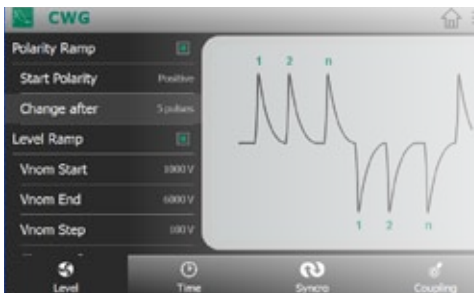 CWG
Polarity Ramp
Start Polarity Positive
Change after 5 pulses
Level Ramp
Vnom Start 1000 V
Vnom End 6000 V
Vnom Step 100 V
1 2 n
1 2 n
Level Time Syncro Coupling